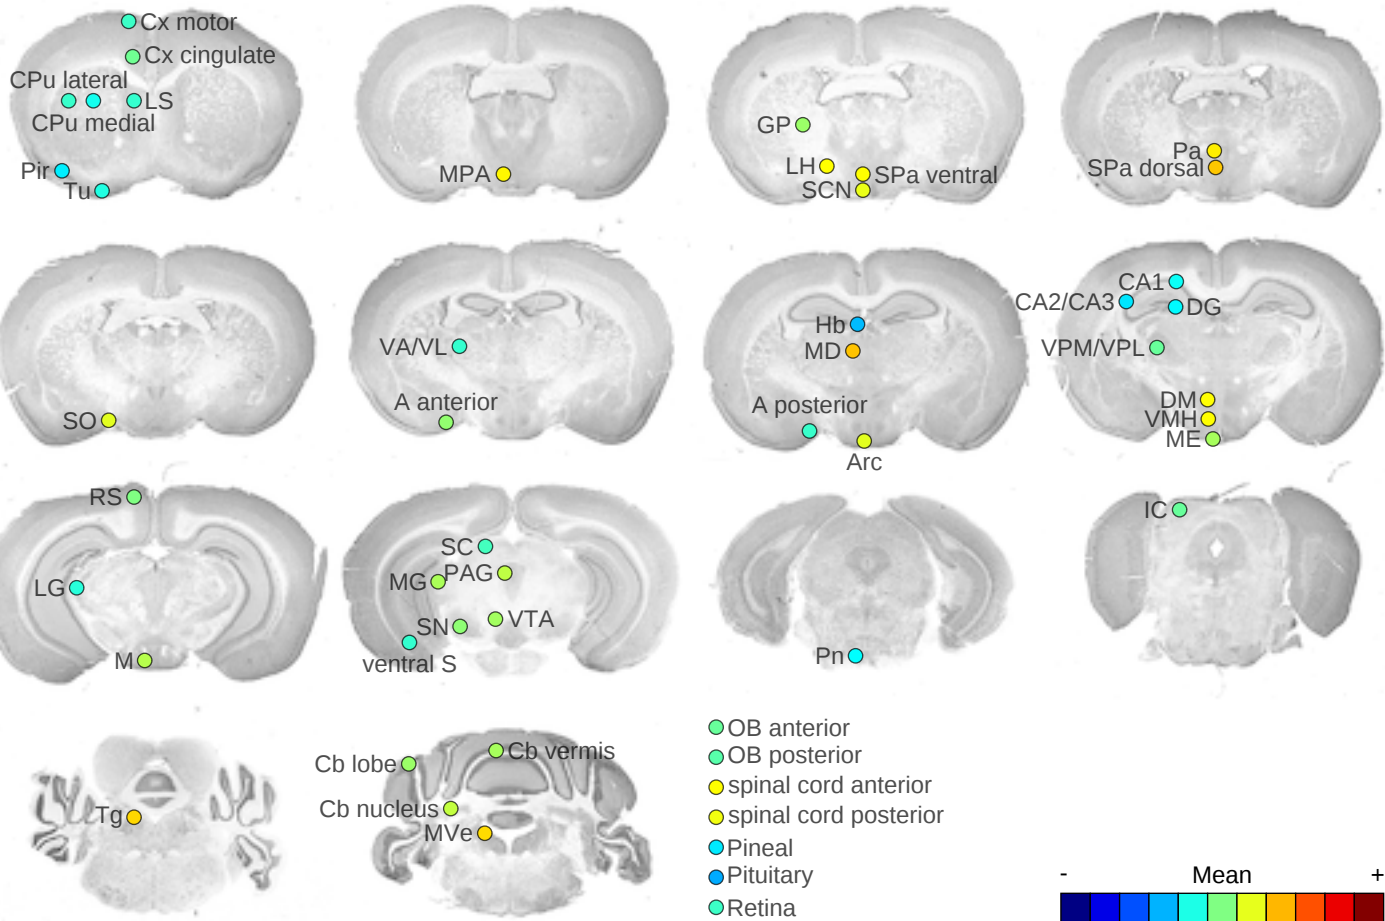 Cx motor
Cx cingulate
CPu lateral
LS
CPu medial
Pir
Tu
MPA
GP
LH
SPa ventral
SCN
Pa
SPa dorsal
SO
VA/VL
A anterior
Hb
MD
A posterior
Arc
CA1
CA2/CA3
DG
VPM/VPL
DM
VMH
ME
RS
LG
M
SC
MG
PAG
SN
VTA
ventral S
Pn
IC
Tg
Cb lobe
Cb vermis
Cb nucleus
MVe
OB anterior
OB posterior
spinal cord anterior
spinal cord posterior
Pineal
Pituitary
Retina
- Mean +